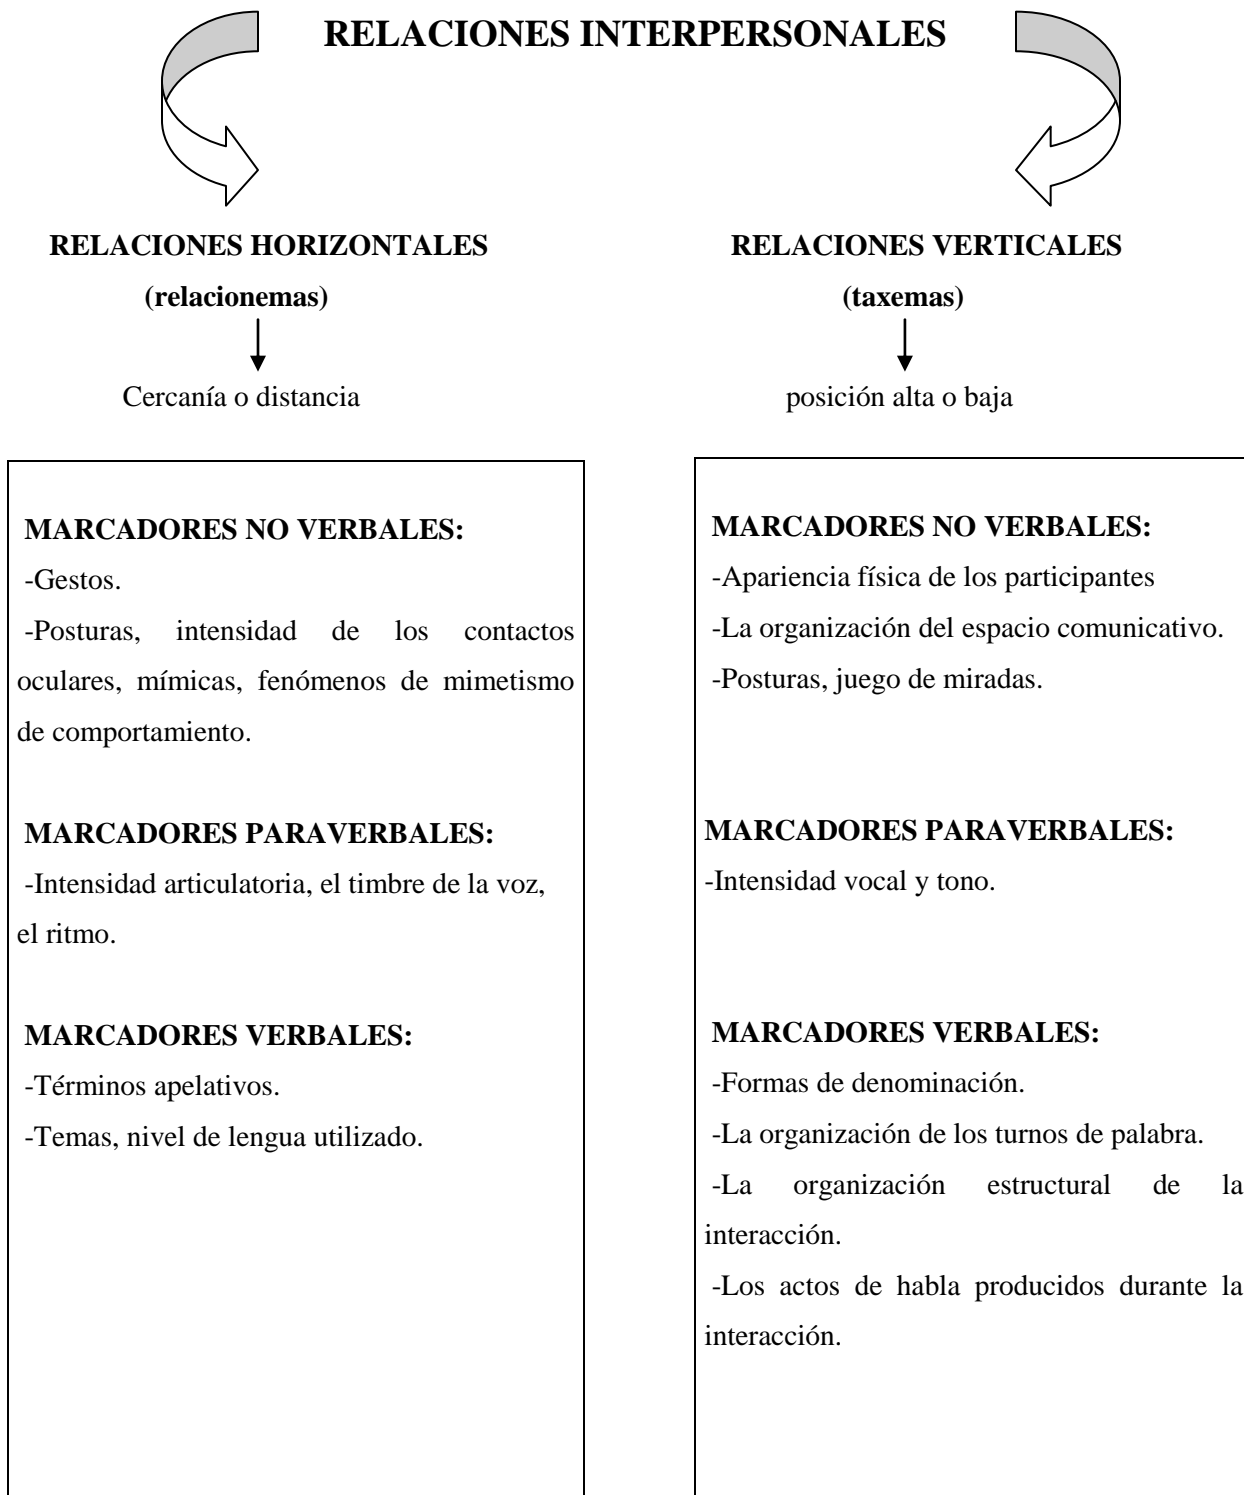 RELACIONES INTERPERSONALES
RELACIONES HORIZONTALES
(relacionemas)
Cercanía o distancia
MARCADORES NO VERBALES:
-Gestos.
-Posturas, intensidad de los contactos
oculares, mímicas, fenómenos de mimetismo
de comportamiento.
MARCADORES PARAVERBALES:
-Intensidad articulatoria, el timbre de la voz,
el ritmo.
MARCADORES VERBALES:
-Términos apelativos.
-Temas, nivel de lengua utilizado.
RELACIONES VERTICALES
(taxemas)
posición alta o baja
MARCADORES NO VERBALES:
-Apariencia física de los participantes
-La organización del espacio comunicativo.
-Posturas, juego de miradas.
MARCADORES PARAVERBALES:
-Intensidad vocal y tono.
MARCADORES VERBALES:
-Formas de denominación.
-La organización de los turnos de palabra.
-La organización estructural de la
interacción.
-Los actos de habla producidos durante la
interacción.